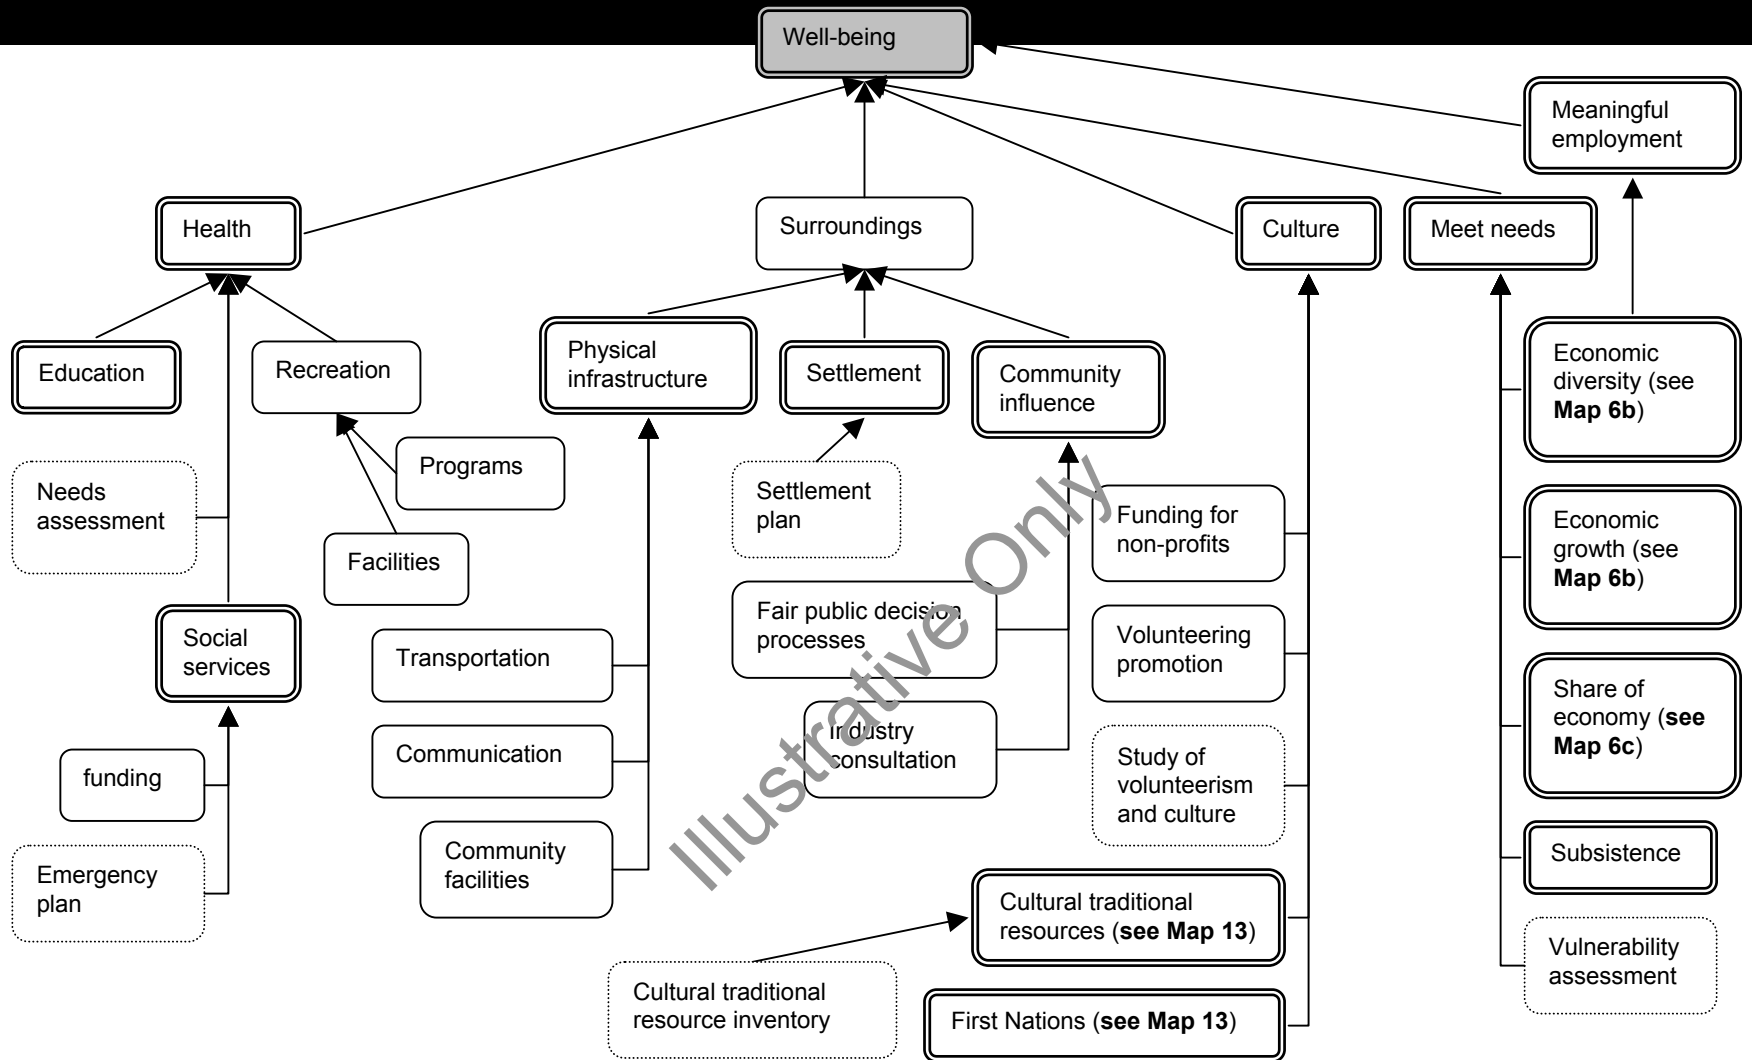 Well-being
Meaningful
employment
Health
Surroundings
Culture
Meet needs
Education
Recreation
Physical
infrastructure
Settlement
Community
influence
Economic
diversity (see
Map 6b)
Needs
assessment
Programs
Facilities
Settlement
plan
Funding for
non-profits
Economic
growth (see
Map 6b)
Social
services
Transportation
Fair public decision
processes
Volunteering
promotion
Share of
economy (see
Map 6c)
funding
Communication
Industry
consultation
Study of
volunteerism
and culture
Emergency
plan
Community
facilities
Subsistence
Cultural traditional
resources (see Map 13)
Vulnerability
assessment
Cultural traditional
resource inventory
First Nations (see Map 13)
Illustrative Only